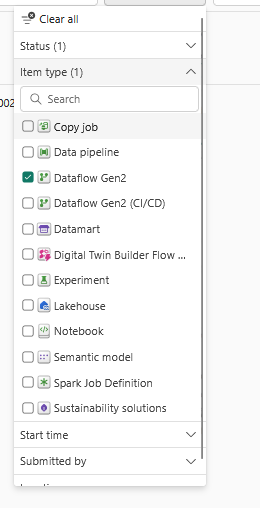 Clear all
Status (1)
Item type (1)
002
Search
Copy job
Data pipeline
Dataflow Gen2
Dataflow Gen2 (CI/CD)
Datamart
Digital Twin Builder Flow ...
Experiment
Lakehouse
Notebook
Semantic model
Spark Job Definition
Sustainability solutions
Start time
Submitted by